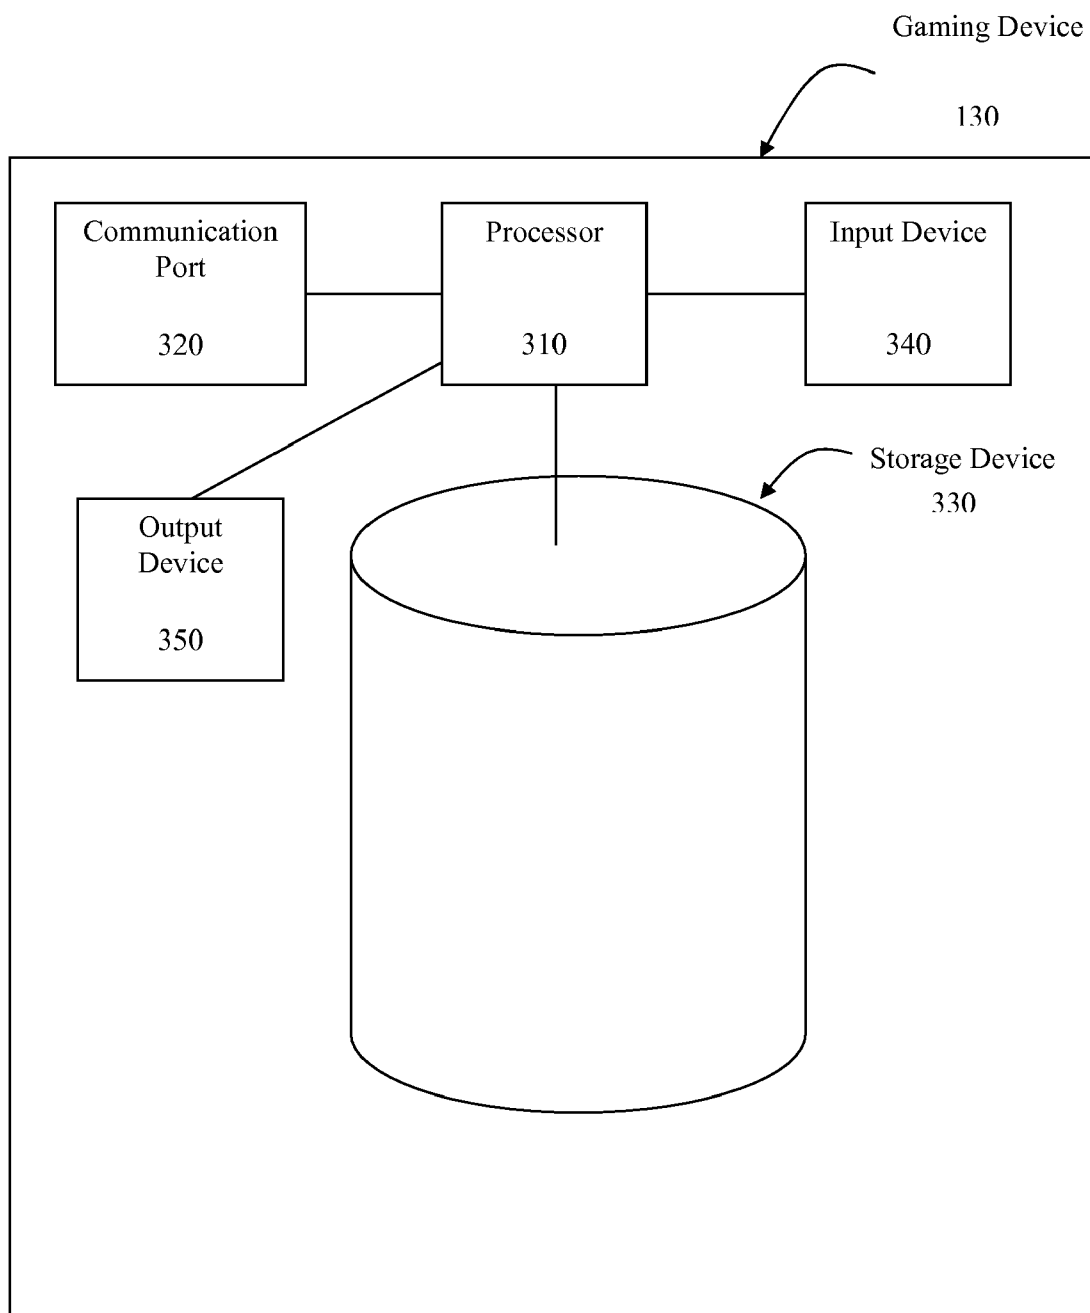 Gaming Device
130
Communication
Port
320
Processor
310
Input Device
340
Storage Device
330
Output
Device
350